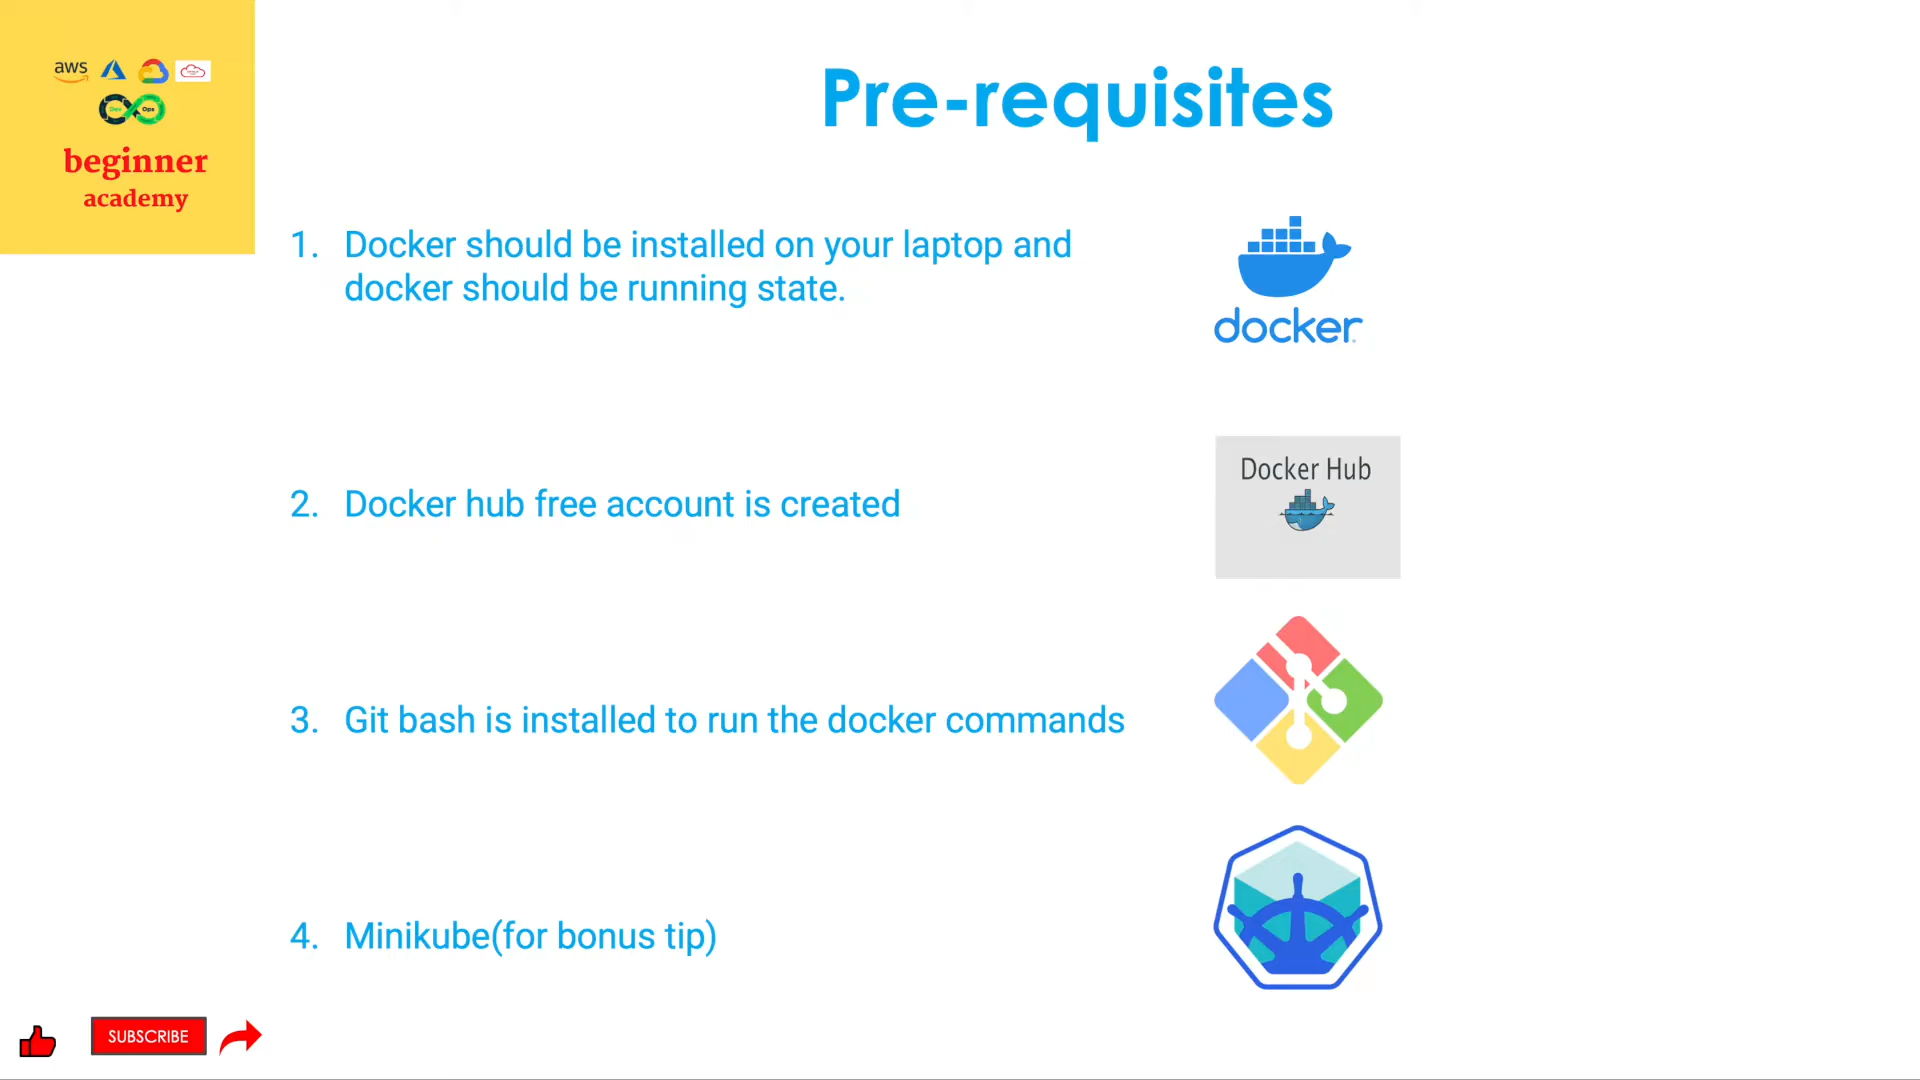 aws
Dev Ops
beginner
academy
Pre-requisites
1. Docker should be installed on your laptop and
docker should be running state.
docker
2. Docker hub free account is created
Docker Hub
3. Git bash is installed to run the docker commands
4. Minikube(for bonus tip)
SUBSCRIBE